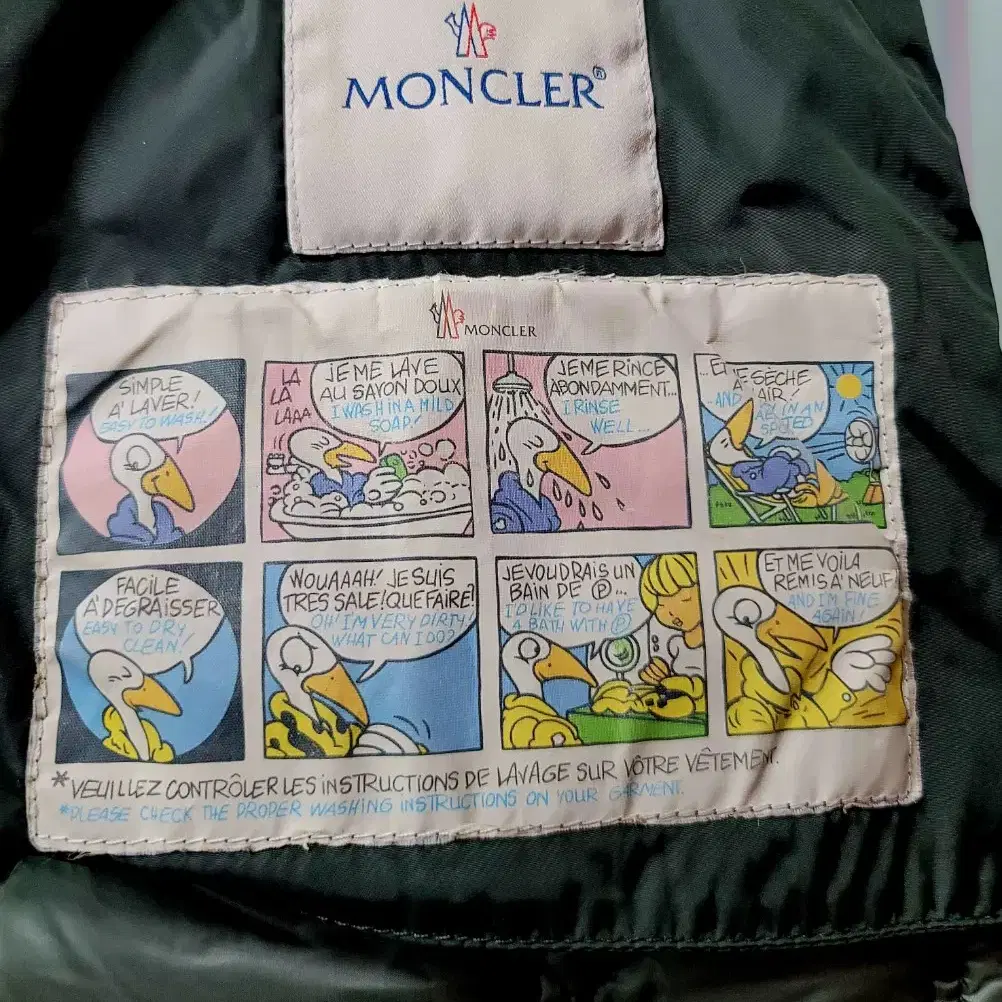 MONCLER®
MONCLER
SIMPLE
A' LAVER!
EASY TO WASH!
LA
LA
LAAA
JE ME LAVE
AU SAVON DOUX
I WASH IN A MILD
SOAP!
JE ME RINCE
ABONDAMMENT...
I RINSE
WELL...
SÈCHE
AIR!
...AND
IN AN
FACILE
A' DEGRAISSER
EASY TO DRY
CLEAN!
WOUAAAH! JE SUIS
TRES SALE! QUE FAIRE?
OH! I'M VERY DIRTY!
WHAT CAN I DO?
JE VOUDRAIS UN
BAIN DE Ⓟ...
I'D LIKE TO HAVE
A BATH WITH Ⓟ
ET ME VOILA
REMIS A' NEUF
AND I'M FINE
AGAIN!
*VEUILLEZ CONTRÔLER LES INSTRUCTIONS DE LAVAGE SUR VÔTRE VÊTEMENT.
*PLEASE CHECK THE PROPER WASHING INSTRUCTIONS ON YOUR GARMENT.